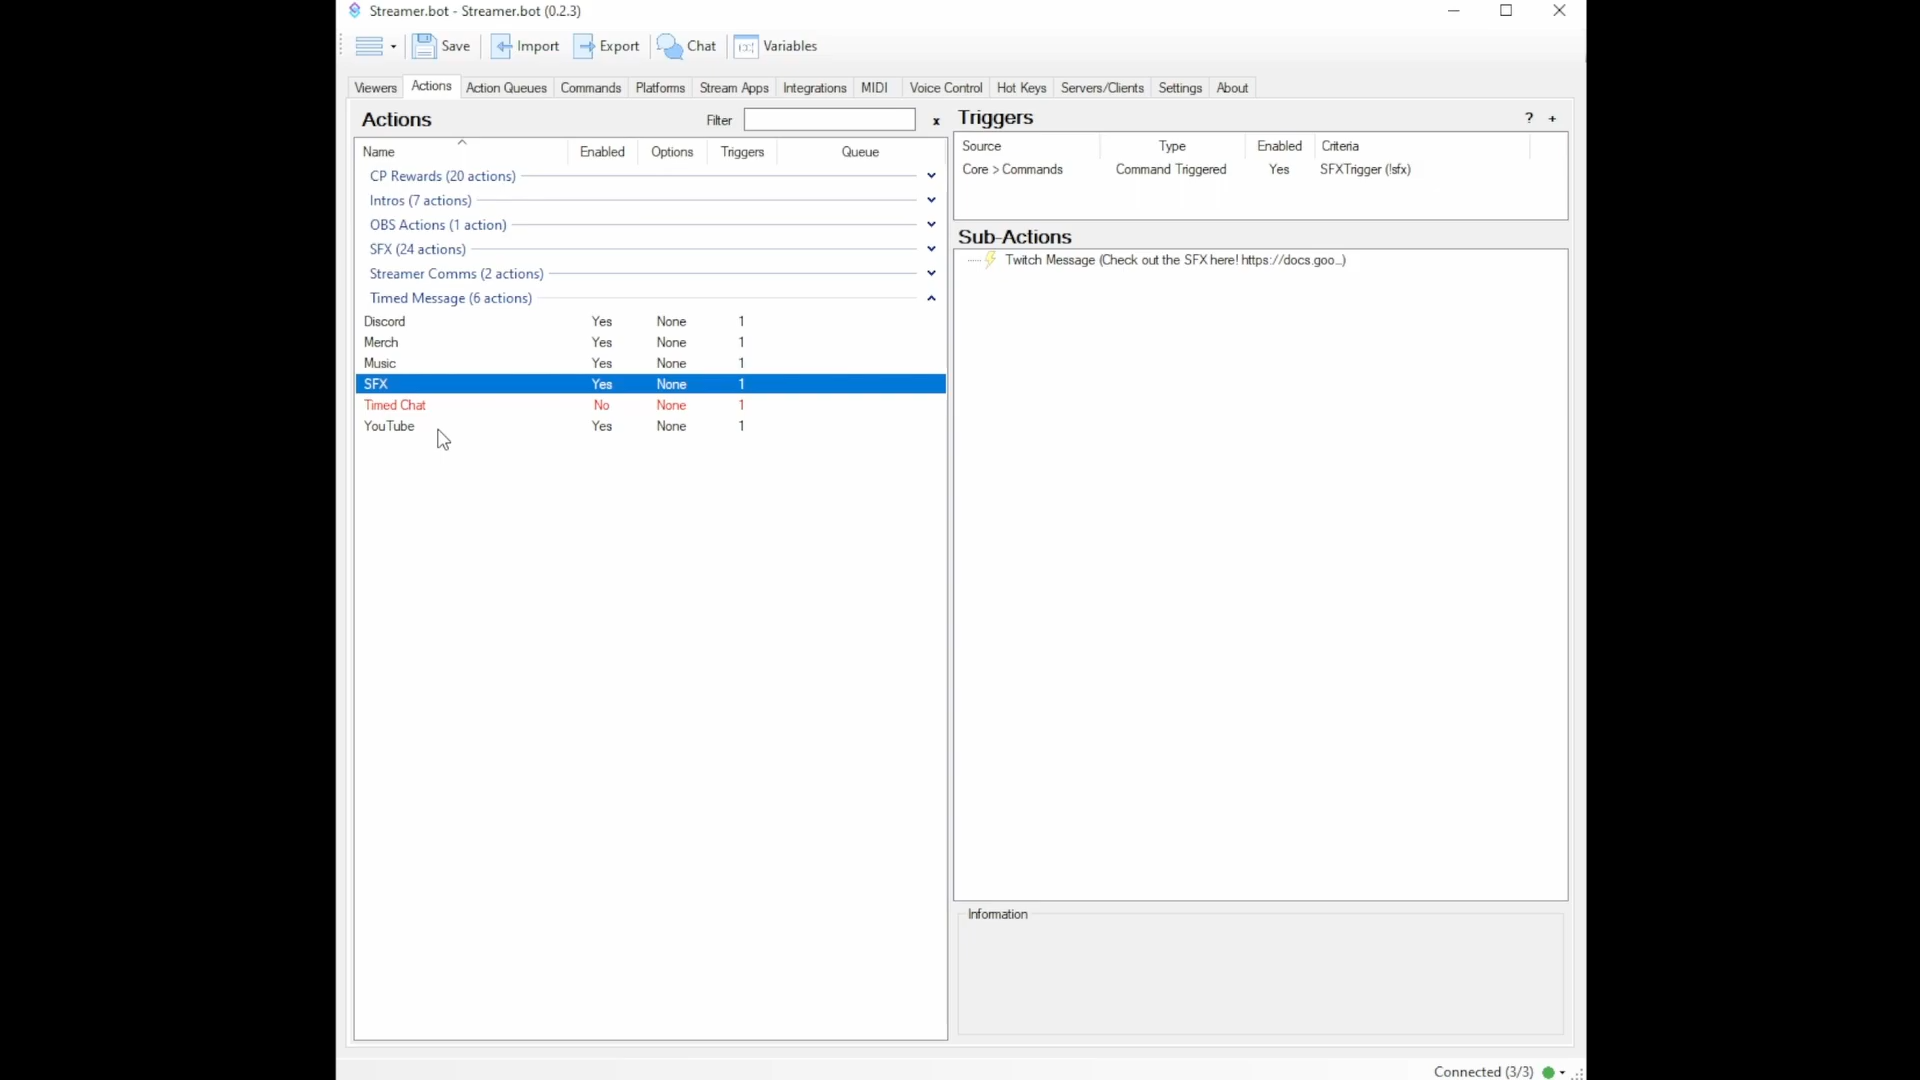 Streamer.bot - Streamer.bot (0.2.3)
Save Import Export Chat Variables
Viewers Actions Action Queues Commands Platforms Stream Apps Integrations MIDI Voice Control Hot Keys Servers/Clients Settings About
Actions Filter x
Name Enabled Options Triggers Queue
CP Rewards (20 actions)
Intros (7 actions)
OBS Actions (1 action)
SFX (24 actions)
Streamer Comms (2 actions)
Timed Message (6 actions)
Discord Yes None 1
Merch Yes None 1
Music Yes None 1
SFX Yes None 1
Timed Chat No None 1
YouTube Yes None 1
Triggers ? +
Source Type Enabled Criteria
Core > Commands Command Triggered Yes SFXTrigger (!sfx)
Sub-Actions
Twitch Message (Check out the SFX here! https://docs.goo...)
Information
Connected (3/3)